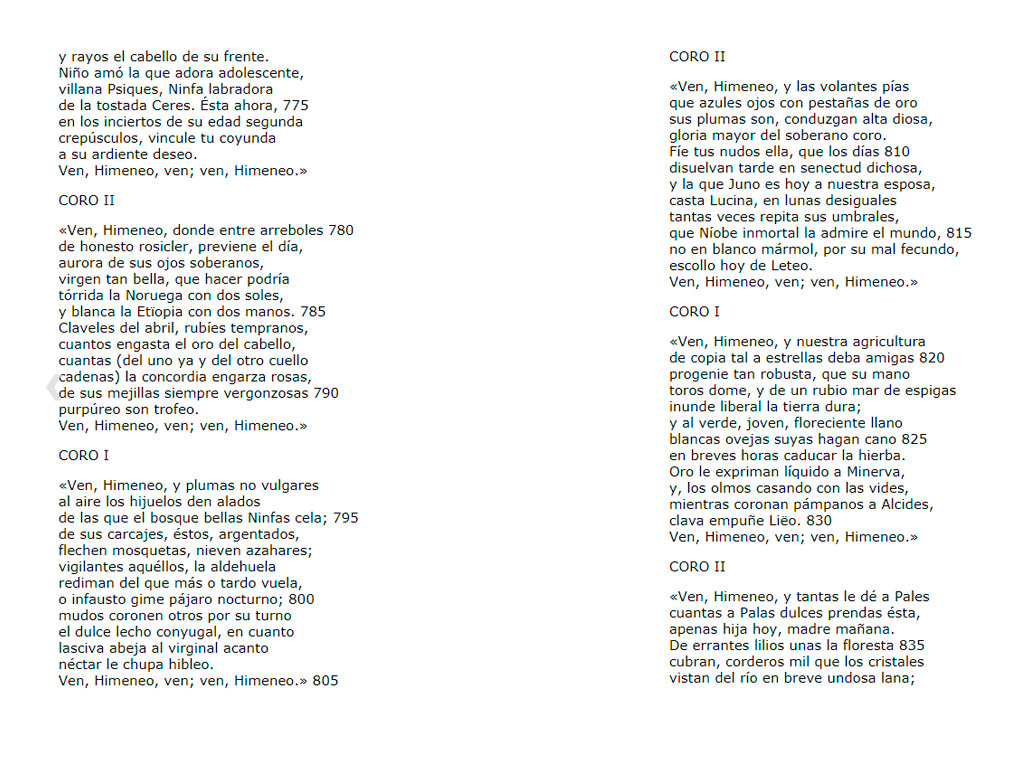 y rayos el cabello de su frente.
Niño amó la que adora adolescente,
villana Psiques, Ninfa labradora
de la tostada Ceres. Ésta ahora, 775
en los inciertos de su edad segunda
crepúsculos, vincule tu coyunda
a su ardiente deseo.
Ven, Himeneo, ven; ven, Himeneo.»
CORO II
«Ven, Himeneo, donde entre arreboles 780
de honesto rosicler, previene el día,
aurora de sus ojos soberanos,
virgen tan bella, que hacer podría
tórrida la Noruega con dos soles,
y blanca la Etïopia con dos manos. 785
Claveles del abril, rubíes tempranos,
cuantos engasta el oro del cabello,
cuantas (del uno ya y del otro cuello
cadenas) la concordia engarza rosas,
de sus mejillas siempre vergonzosas 790
purpúreo son trofeo.
Ven, Himeneo, ven; ven, Himeneo.»
CORO I
«Ven, Himeneo, y plumas no vulgares
al aire los hijuelos den alados
de las que el bosque bellas Ninfas cela; 795
de sus carcajes, éstos, argentados,
flechen mosquetas, nieven azahares;
vigilantes aquéllos, la aldehuela
rediman del que más o tardo vuela,
o infausto gime pájaro nocturno; 800
mudos coronen otros por su turno
el dulce lecho conyugal, en cuanto
lasciva abeja al virginal acanto
néctar le chupa hibleo.
Ven, Himeneo, ven; ven, Himeneo.» 805
CORO II
«Ven, Himeneo, y las volantes pías
que azules ojos con pestañas de oro
sus plumas son, conduzgan alta diosa,
gloria mayor del soberano coro.
Fíe tus nudos ella, que los días 810
disuelvan tarde en senectud dichosa,
y la que Juno es hoy a nuestra esposa,
casta Lucina, en lunas desiguales
tantas veces repita sus umbrales,
que Níobe inmortal la admire el mundo, 815
no en blanco mármol, por su mal fecundo,
escollo hoy de Leteo.
Ven, Himeneo, ven; ven, Himeneo.»
CORO I
«Ven, Himeneo, y nuestra agricultura
de copia tal a estrellas deba amigas 820
progenie tan robusta, que su mano
toros dome, y de un rubio mar de espigas
inunde liberal la tierra dura;
y al verde, joven, floreciente llano
blancas ovejas suyas hagan cano 825
en breves horas caducar la hierba.
Oro le expriman líquido a Minerva,
y, los olmos casando con las vides,
mientras coronan pámpanos a Alcides,
clava empuñe Lïeo. 830
Ven, Himeneo, ven; ven, Himeneo.»
CORO II
«Ven, Himeneo, y tantas le dé a Pales
cuantas a Palas dulces prendas ésta,
apenas hija hoy, madre mañana.
De errantes lilios unas la floresta 835
cubran, corderos mil que los cristales
vistan del río en breve undosa lana;